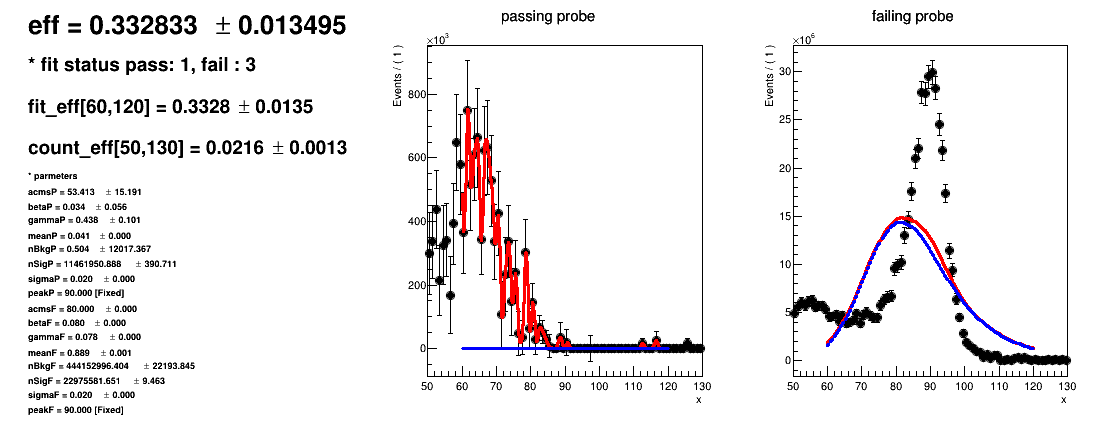 eff = 0.332833 ± 0.013495
* fit status pass: 1, fail : 3
fit_eff[60,120] = 0.3328 ± 0.0135
count_eff[50,130] = 0.0216 ± 0.0013
* parmeters
acmsP = 53.413 ± 15.191
betaP = 0.034 ± 0.056
gammaP = 0.438 ± 0.101
meanP = 0.041 ± 0.000
nBkgP = 0.504 ± 12017.367
nSigP = 11461950.888 ± 390.711
sigmaP = 0.020 ± 0.000
peakP = 90.000 [Fixed]
acmsF = 80.000 ± 0.000
betaF = 0.080 ± 0.000
gammaF = 0.078 ± 0.000
meanF = 0.889 ± 0.001
nBkgF = 444152996.404 ± 22193.845
nSigF = 22975581.651 ± 9.463
sigmaF = 0.020 ± 0.000
peakF = 90.000 [Fixed]
passing probe
×10³
Events / ( 1 )
800
600
400
200
0
50 60 70 80 90 100 110 120 130
x
failing probe
×10⁶
Events / ( 1 )
30
25
20
15
10
5
0
50 60 70 80 90 100 110 120 130
x